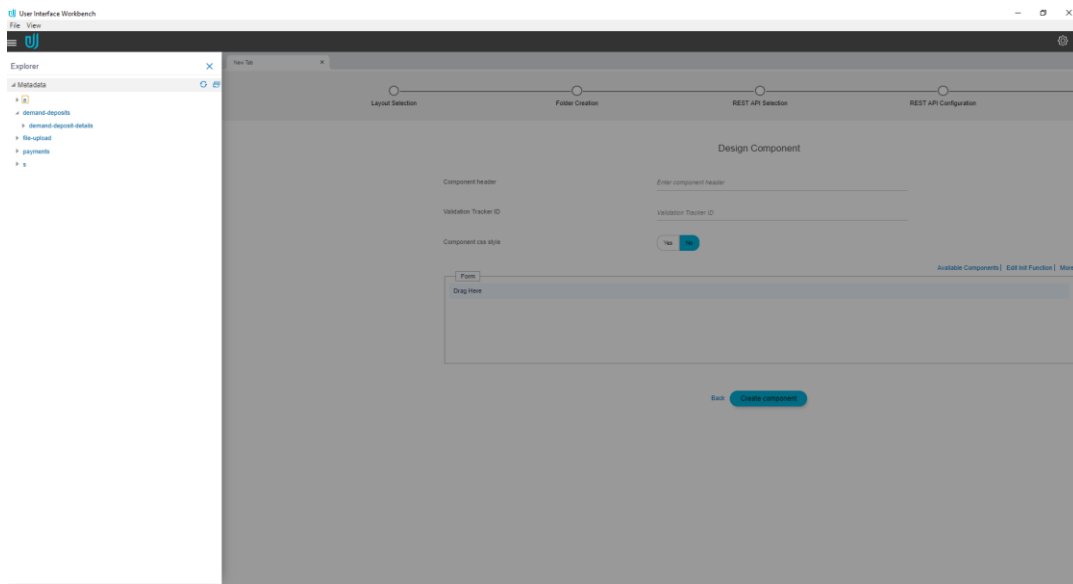 User Interface Workbench
File View
Explorer
New Tab
Metadata
a
demand-deposits
demand-deposit-details
file-upload
payments
s
Layout Selection
Folder Creation
REST API Selection
REST API Configuration
Design Component
Component header
Enter component header
Validation Tracker ID
Validation Tracker ID
Component css style
Yes No
Available Components| Edit Init Function| More
Form
Drag Here
Back Create component